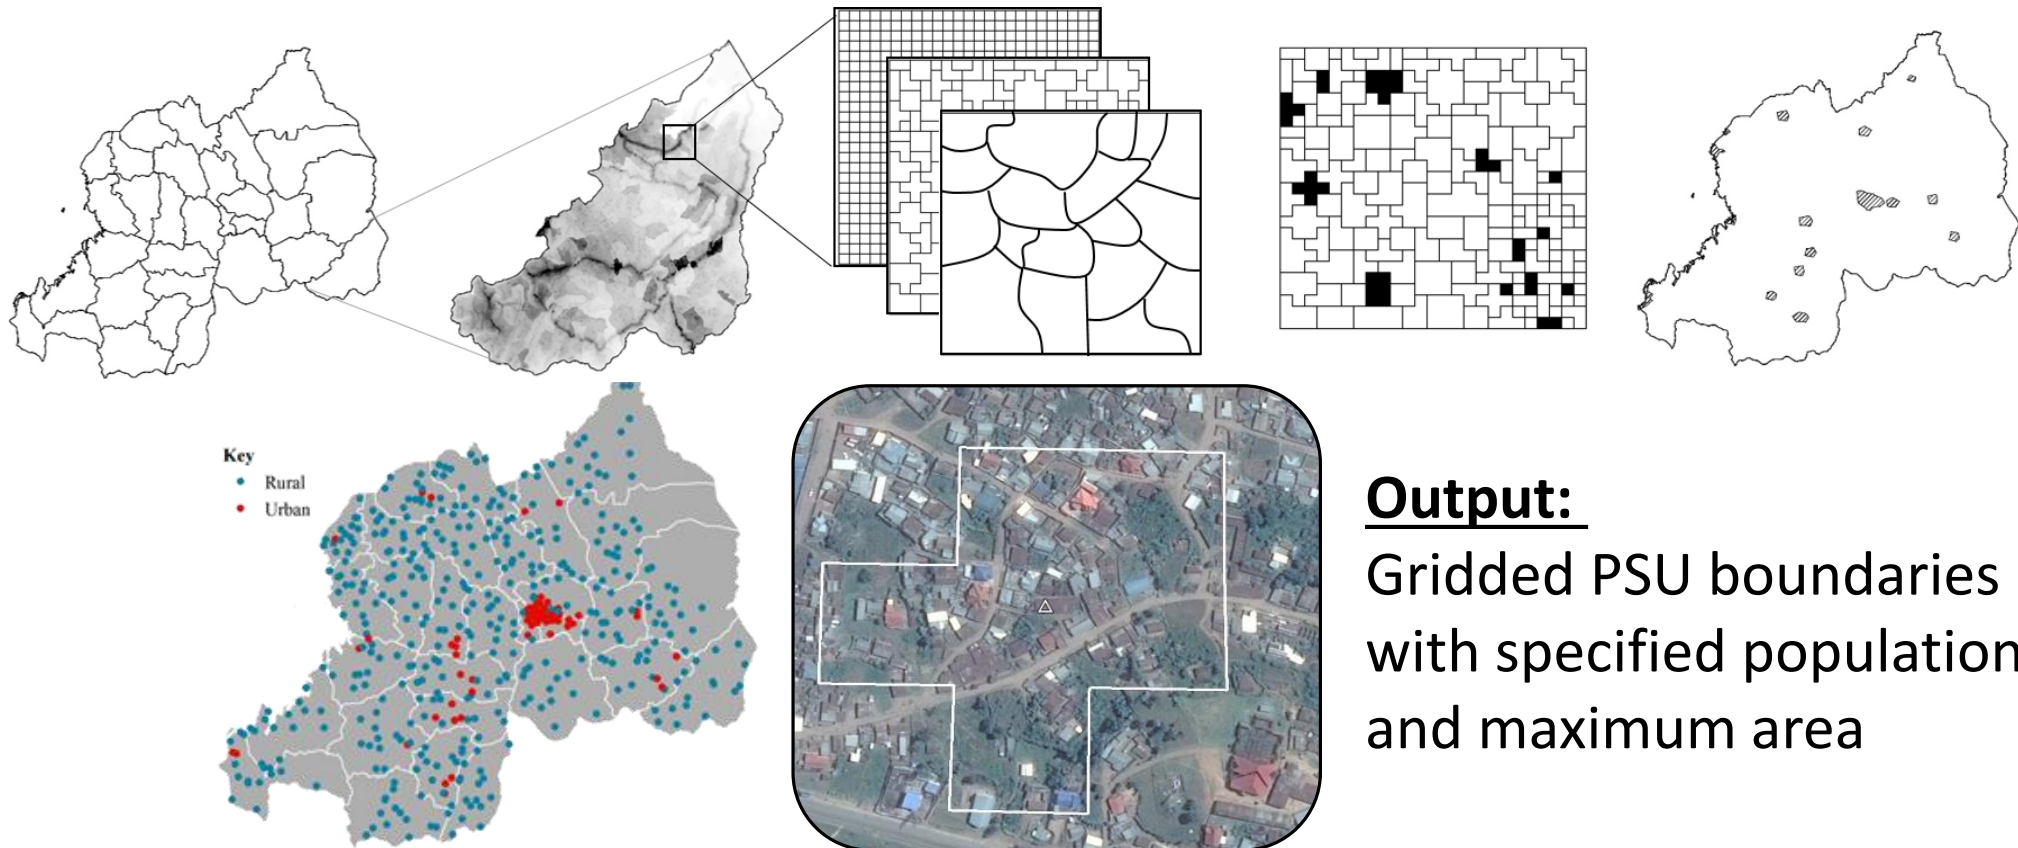 Key
Rural
Urban
Output:
Gridded PSU boundaries
with specified population
and maximum area